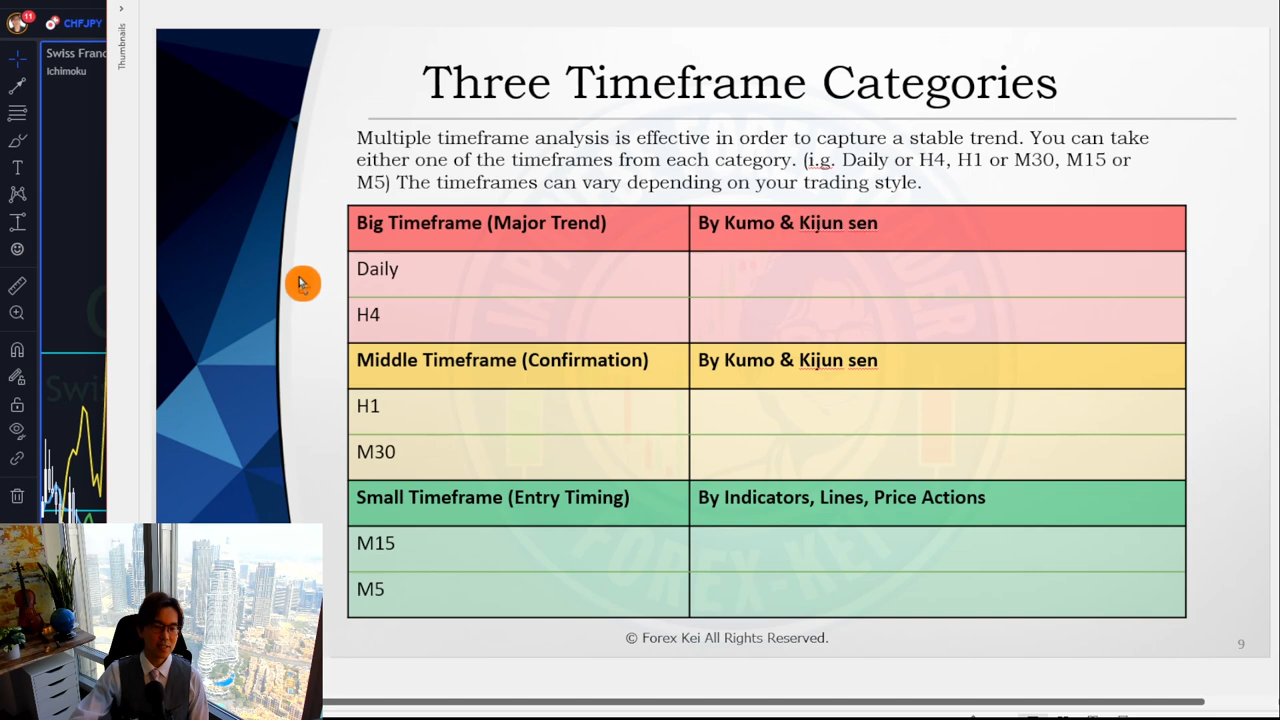 11
CHFJPY
Swiss Franc
Ichimoku
Thumbnails
Three Timeframe Categories
Multiple timeframe analysis is effective in order to capture a stable trend. You can take
either one of the timeframes from each category. (i.g. Daily or H4, H1 or M30, M15 or
M5) The timeframes can vary depending on your trading style.
Big Timeframe (Major Trend) By Kumo & Kijun sen
Daily
H4
Middle Timeframe (Confirmation) By Kumo & Kijun sen
H1
M30
Small Timeframe (Entry Timing) By Indicators, Lines, Price Actions
M15
M5
© Forex Kei All Rights Reserved.
9